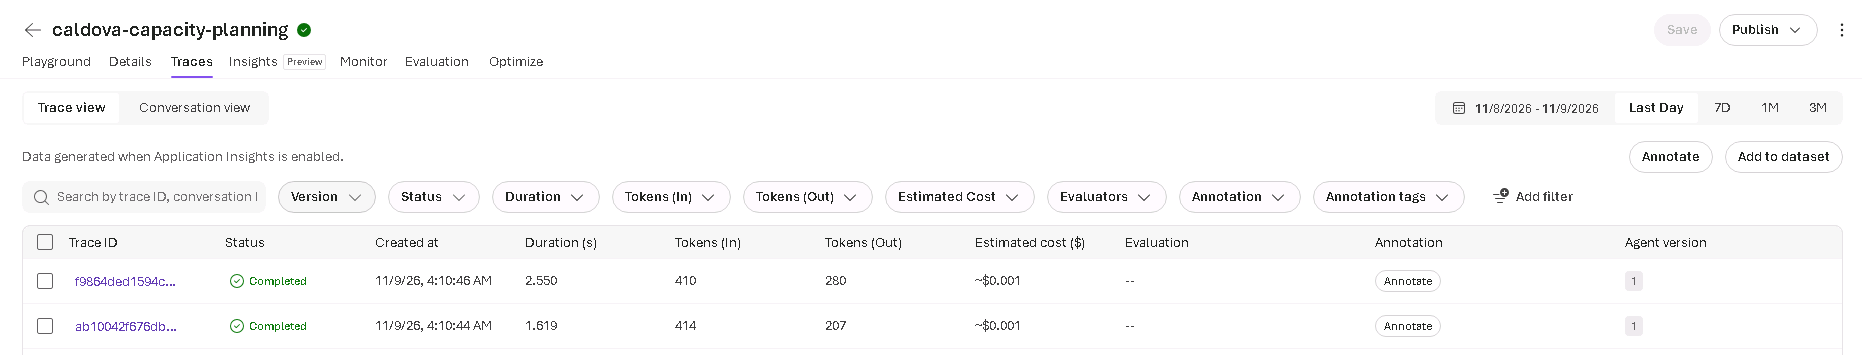 caldova-capacity-planning
Save
Publish
Playground Details Traces Insights Preview Monitor Evaluation Optimize
Trace view Conversation view
11/8/2026 - 11/9/2026 Last Day 7D 1M 3M
Data generated when Application Insights is enabled.
Annotate Add to dataset
Search by trace ID, conversation I
Version Status Duration Tokens (In) Tokens (Out) Estimated Cost Evaluators Annotation Annotation tags Add filter
Trace ID Status Created at Duration (s) Tokens (In) Tokens (Out) Estimated cost ($) Evaluation Annotation Agent version
f9864ded1594c... Completed 11/9/26, 4:10:46 AM 2.550 410 280 ~$0.001 -- Annotate 1
ab10042f676db... Completed 11/9/26, 4:10:44 AM 1.619 414 207 ~$0.001 -- Annotate 1